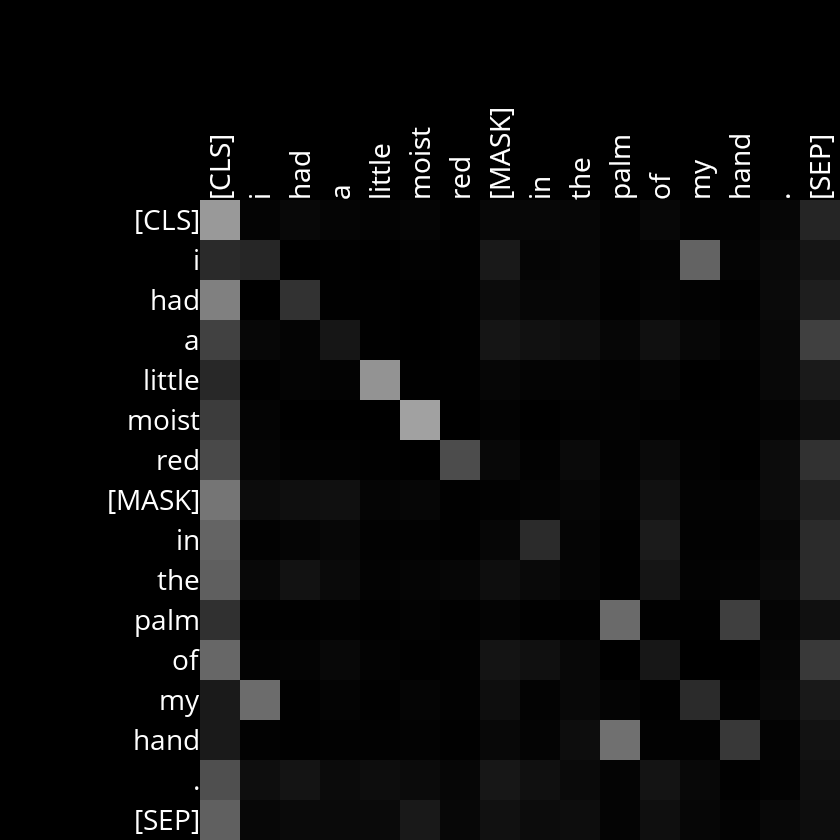 [CLS] i had a little moist red [MASK] in the palm of my hand . [SEP]
[CLS]
i
had
a
little
moist
red
[MASK]
in
the
palm
of
my
hand
.
[SEP]